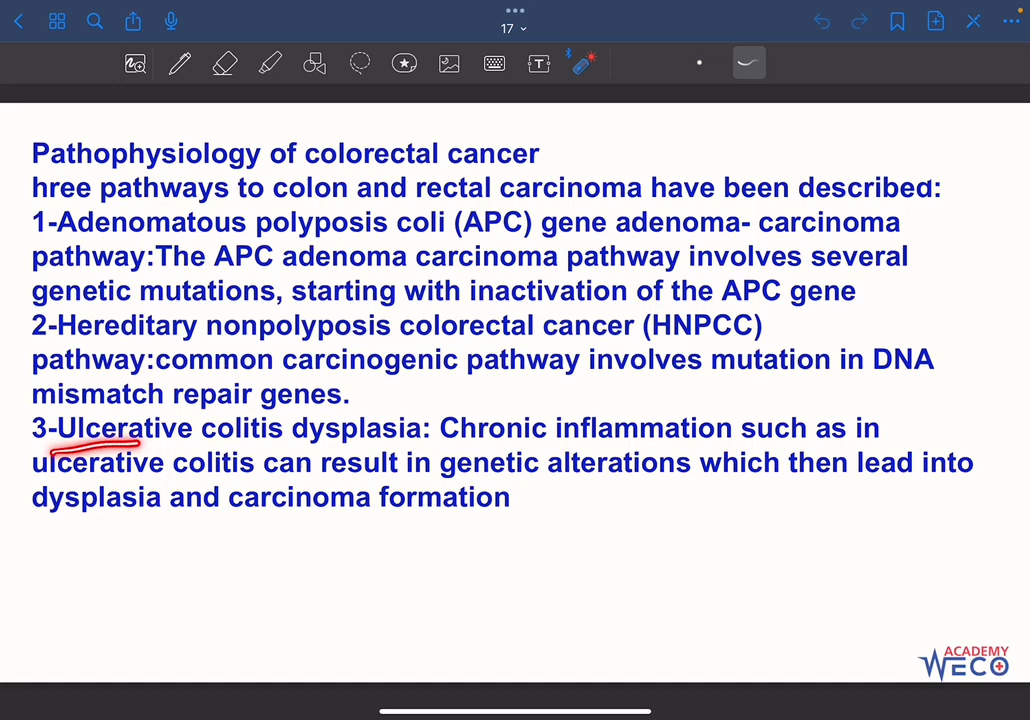 17
Pathophysiology of colorectal cancer
hree pathways to colon and rectal carcinoma have been described:
1-Adenomatous polyposis coli (APC) gene adenoma- carcinoma
pathway:The APC adenoma carcinoma pathway involves several
genetic mutations, starting with inactivation of the APC gene
2-Hereditary nonpolyposis colorectal cancer (HNPCC)
pathway:common carcinogenic pathway involves mutation in DNA
mismatch repair genes.
3-Ulcerative colitis dysplasia: Chronic inflammation such as in
ulcerative colitis can result in genetic alterations which then lead into
dysplasia and carcinoma formation
ACADEMY
WECO